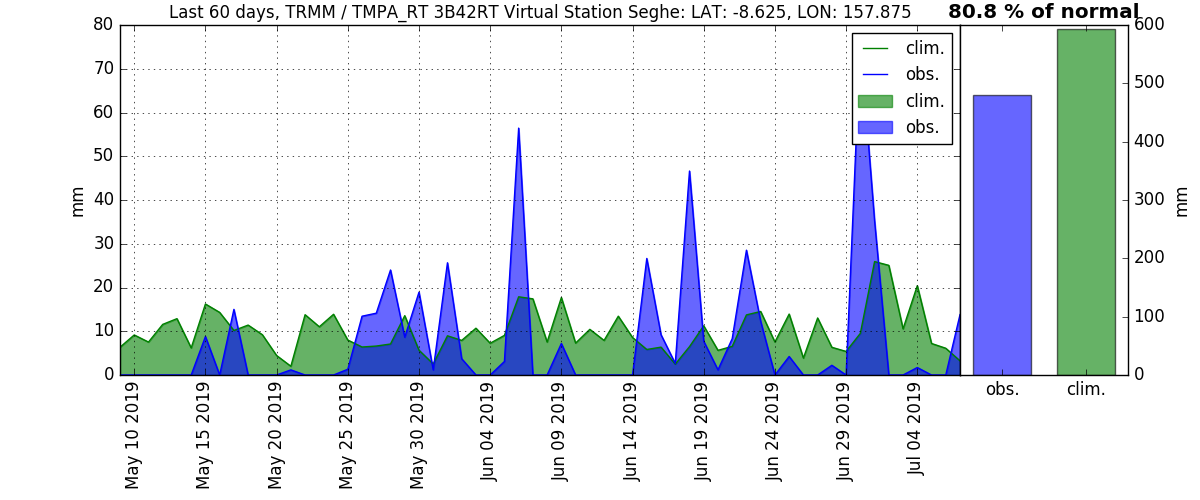 Last 60 days, TRMM / TMPA_RT 3B42RT Virtual Station Seghe: LAT: -8.625, LON: 157.875
80.8 % of normal
80
70
60
50
40
30
20
10
0
mm
clim.
obs.
clim.
obs.
600
500
400
300
200
100
0
mm
May 10 2019
May 15 2019
May 20 2019
May 25 2019
May 30 2019
Jun 04 2019
Jun 09 2019
Jun 14 2019
Jun 19 2019
Jun 24 2019
Jun 29 2019
Jul 04 2019
obs.
clim.